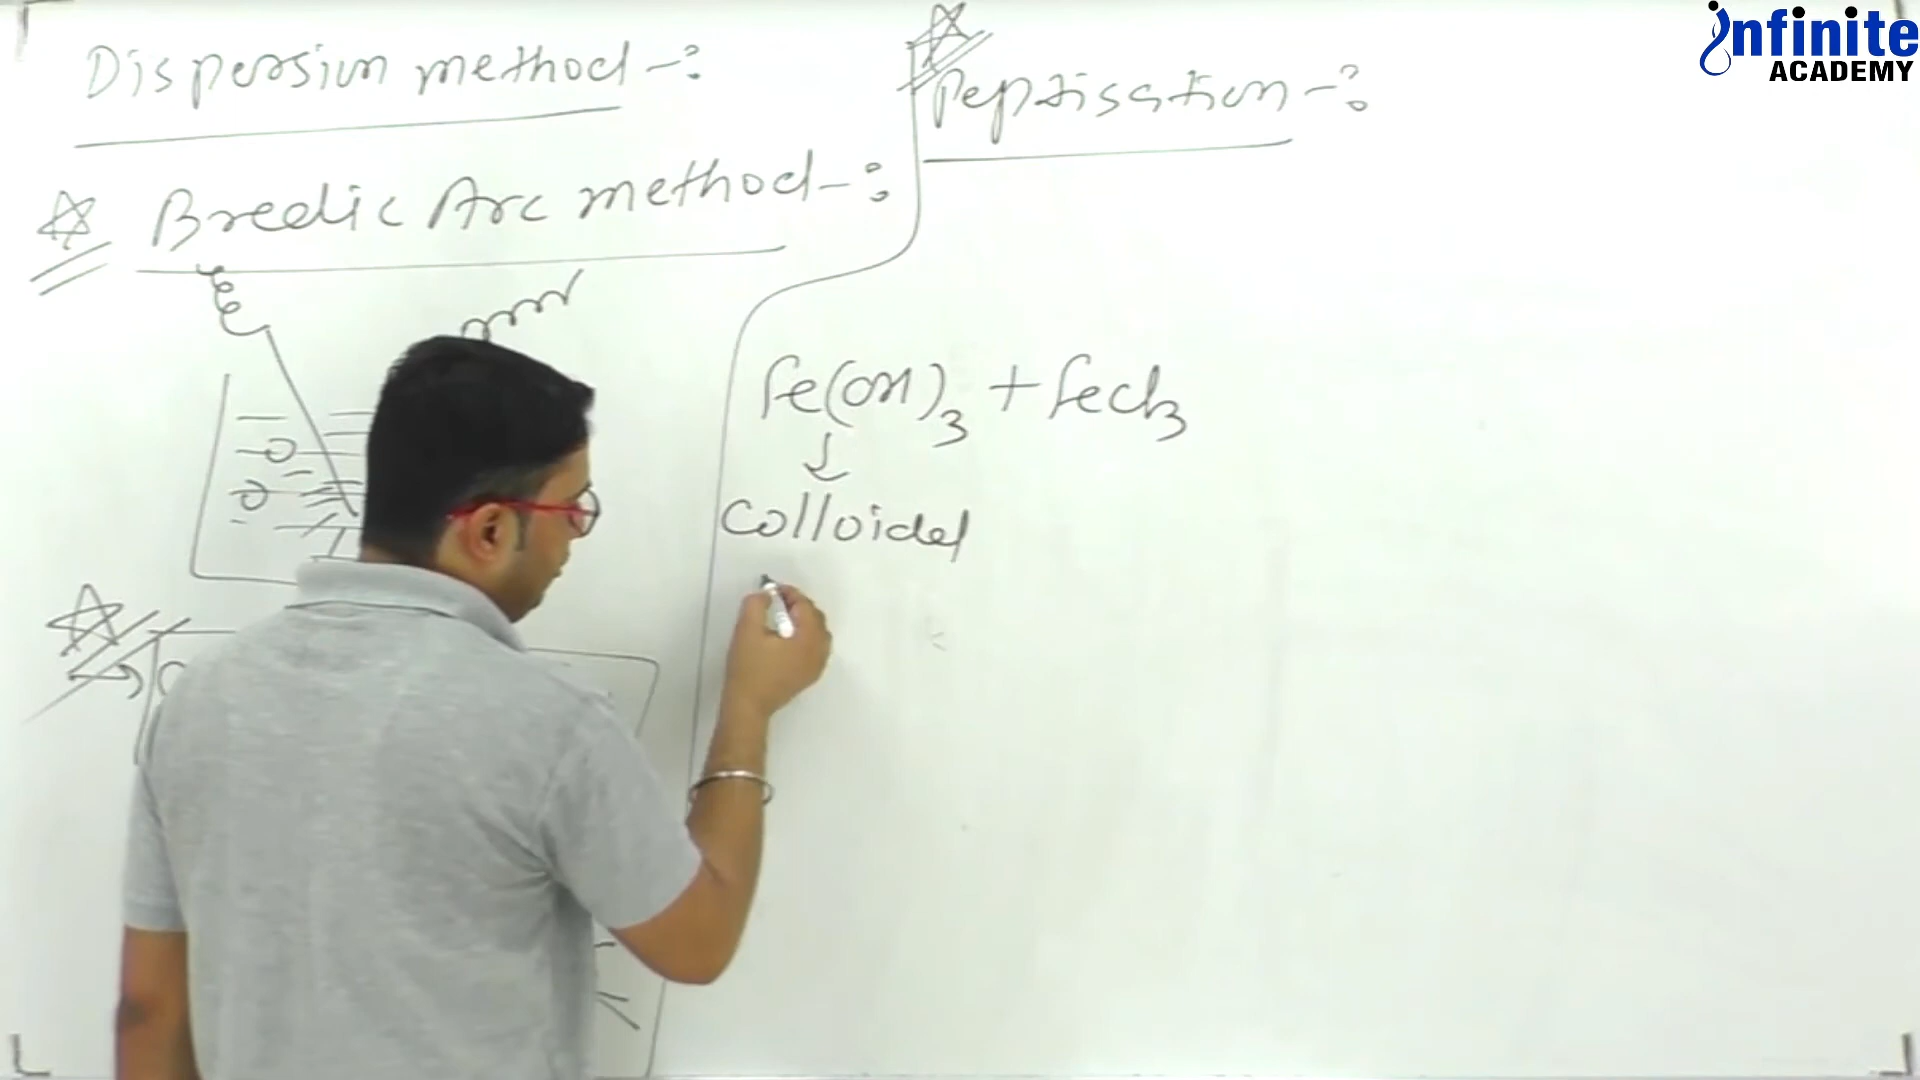 Dispersion method -:
Bredic Arc method -:
Peptisation -:
Fe(OH)3 + FeCl3
↓
Colloidal
infinite
ACADEMY